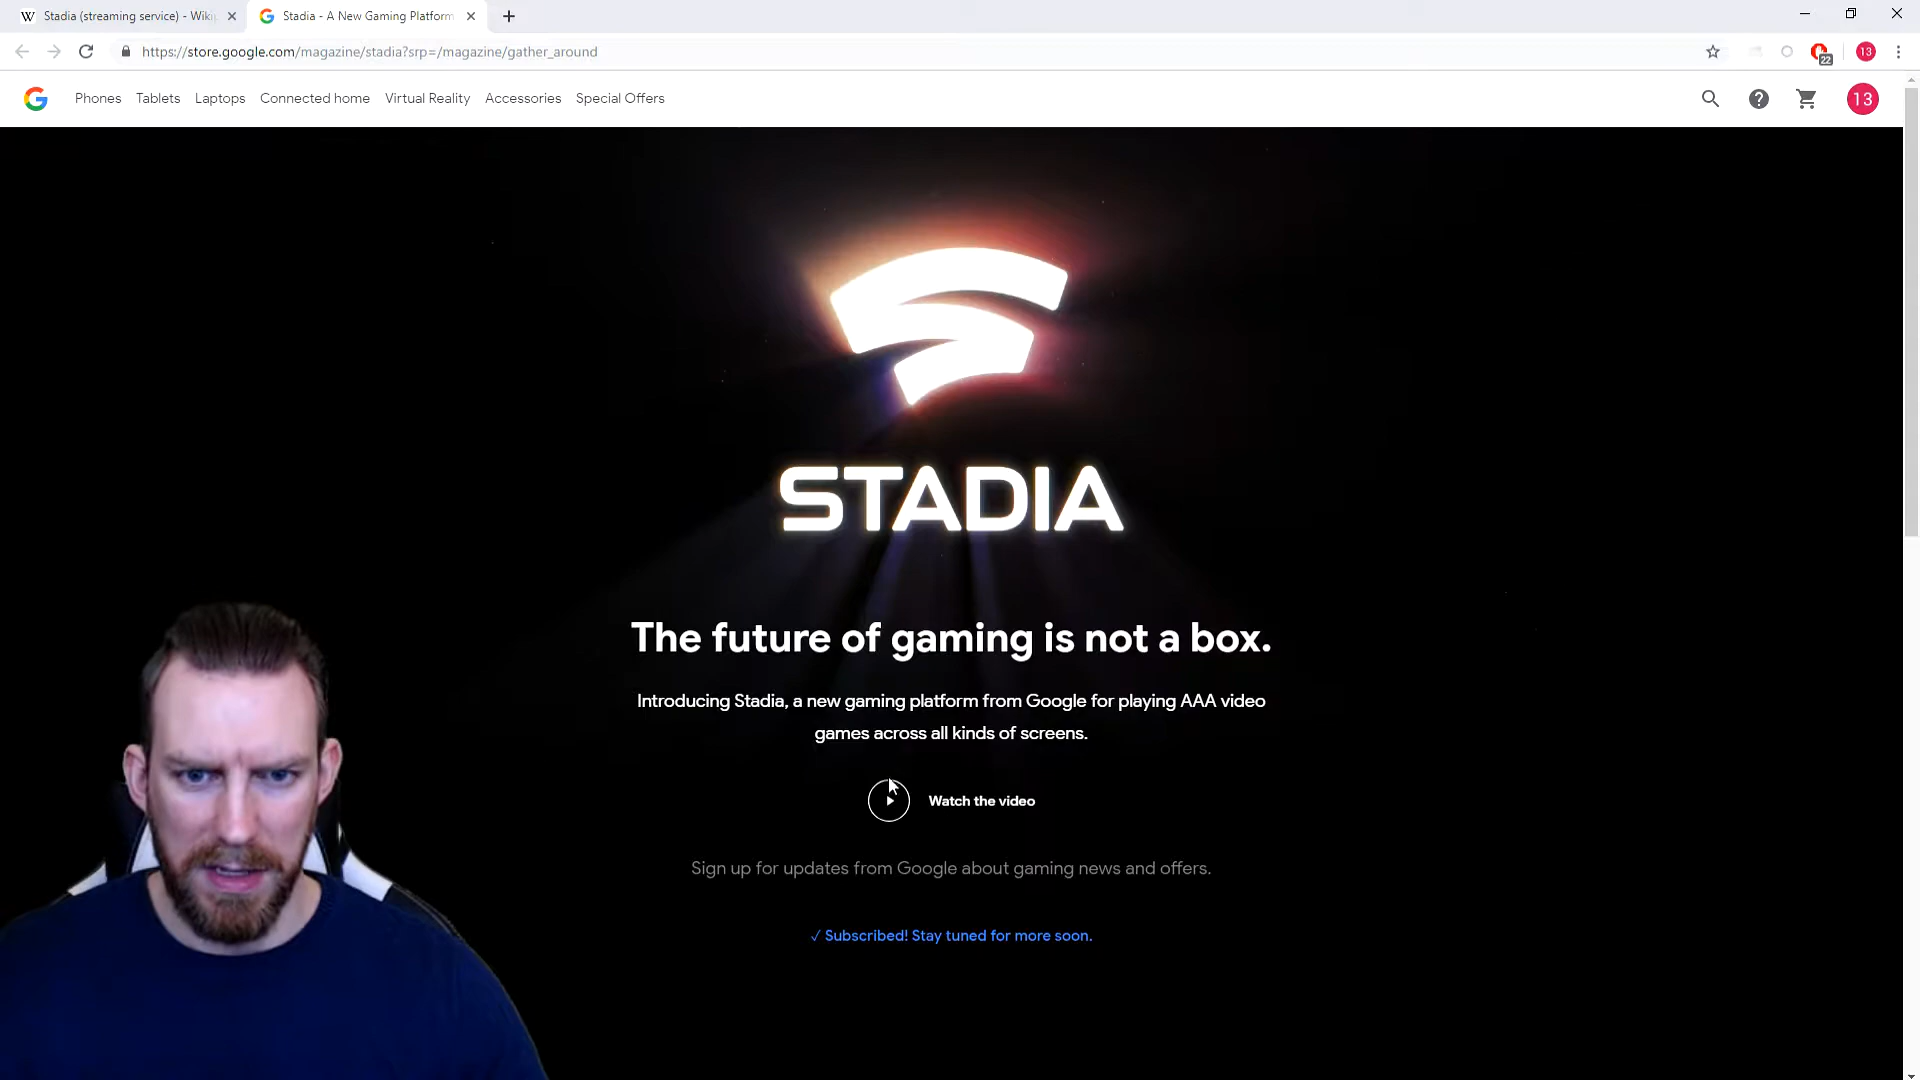 W Stadia (streaming service) - Wiki
Stadia - A New Gaming Platform
https://store.google.com/magazine/stadia?srp=/magazine/gather_around
22
13
Phones Tablets Laptops Connected home Virtual Reality Accessories Special Offers
13
STADIA
The future of gaming is not a box.
Introducing Stadia, a new gaming platform from Google for playing AAA video
games across all kinds of screens.
Watch the video
Sign up for updates from Google about gaming news and offers.
✓ Subscribed! Stay tuned for more soon.